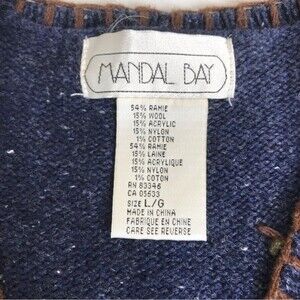 MANDAL BAY
54% RAMIE
15% WOOL
15% ACRYLIC
15% NYLON
1% COTTON
54% RAMIE
15% LAINE
15% ACRYLIQUE
15% NYLON
1% COTON
RN 83346
CA 05633
SIZE L/G
MADE IN CHINA
FABRIQUE EN CHINE
CARE SEE REVERSE